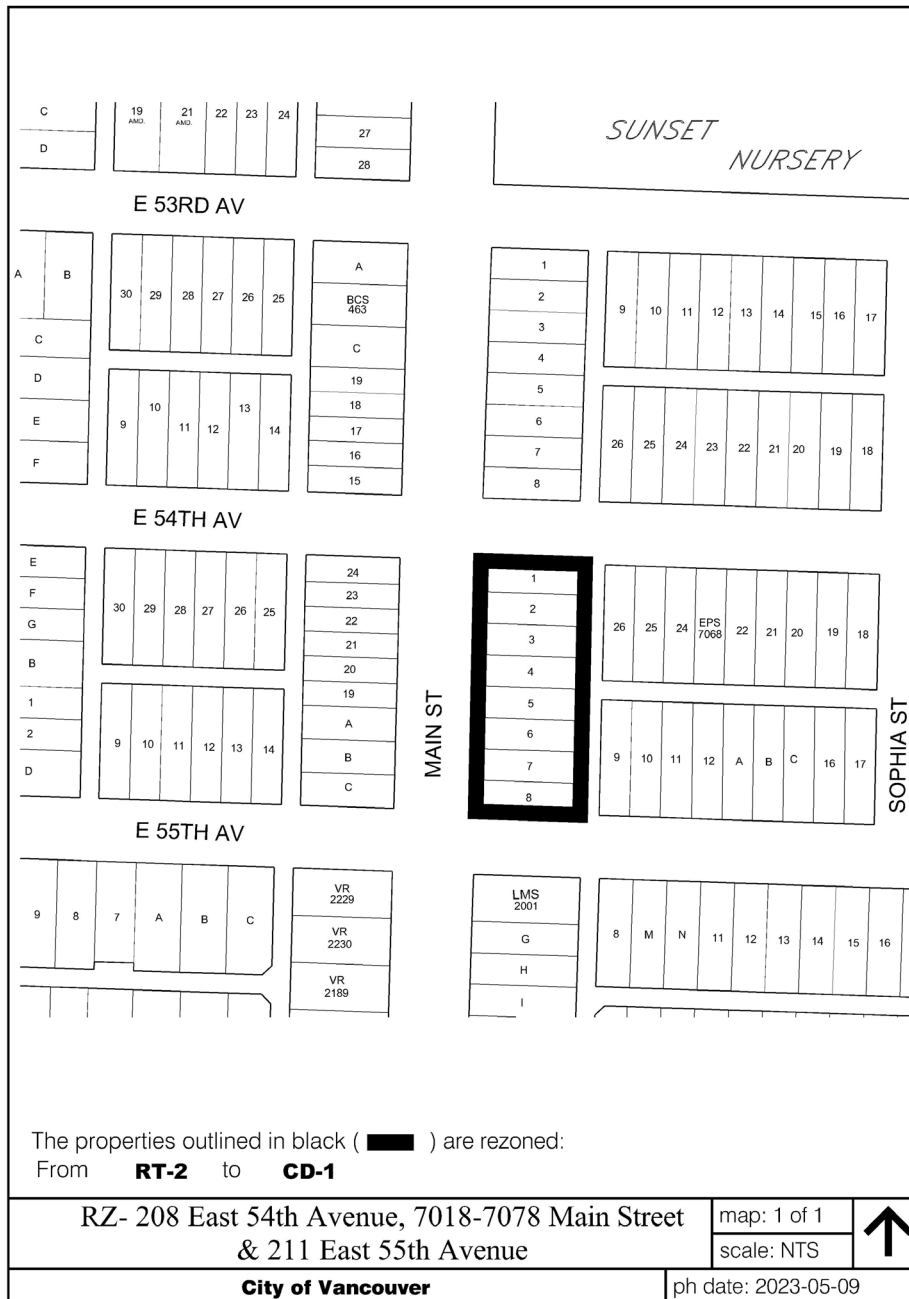 C
19
AMD.
21
AMD.
22
23
24
27
28
D
SUNSET
NURSERY
E 53RD AV
A
B
C
D
E
F
30
29
28
27
26
25
9
10
11
12
13
14
A
BCS
463
C
19
18
17
16
15
1
2
3
4
5
6
7
8
9
10
11
12
13
14
15
16
17
26
25
24
23
22
21
20
19
18
E 54TH AV
E
F
G
B
1
2
D
30
29
28
27
26
25
9
10
11
12
13
14
24
23
22
21
20
19
A
B
C
MAIN ST
1
2
3
4
5
6
7
8
26
25
24
EPS
7068
22
21
20
19
18
9
10
11
12
A
B
C
16
17
SOPHIA ST
E 55TH AV
9
8
7
A
B
C
VR
2229
VR
2230
VR
2189
LMS
2001
G
H
I
8
M
N
11
12
13
14
15
16
The properties outlined in black ( ) are rezoned:
From RT-2 to CD-1
RZ- 208 East 54th Avenue, 7018-7078 Main Street
& 211 East 55th Avenue
map: 1 of 1
scale: NTS
City of Vancouver
ph date: 2023-05-09